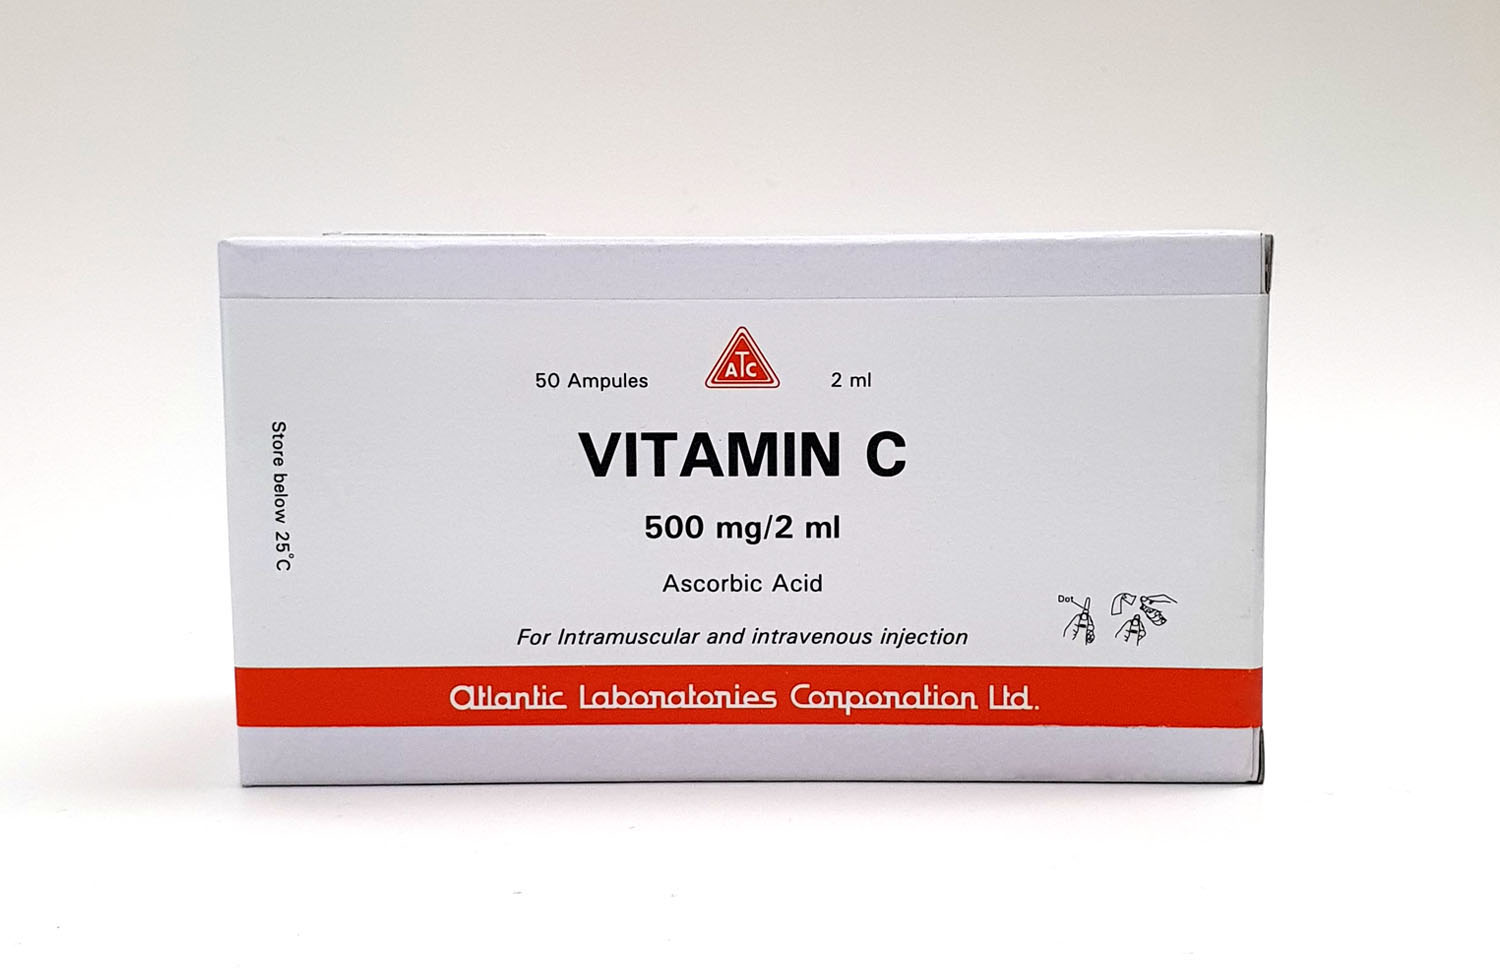 50 Ampules
ATC
2 ml
VITAMIN C
500 mg/2 ml
Ascorbic Acid
For Intramuscular and intravenous injection
Atlantic Laboratories Corporation Ltd.
Store below 25°C
Dot